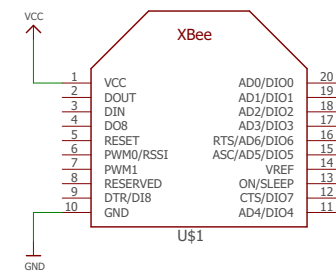 VCC
XBee
1 VCC AD0/DIO0 20
2 DOUT AD1/DIO1 19
3 DIN AD2/DIO2 18
4 DO8 AD3/DIO3 17
5 RESET RTS/AD6/DIO6 16
6 PWM0/RSSI ASC/AD5/DIO5 15
7 PWM1 VREF 14
8 RESERVED ON/SLEEP 13
9 DTR/DI8 CTS/DIO7 12
10 GND AD4/DIO4 11
U$1
GND